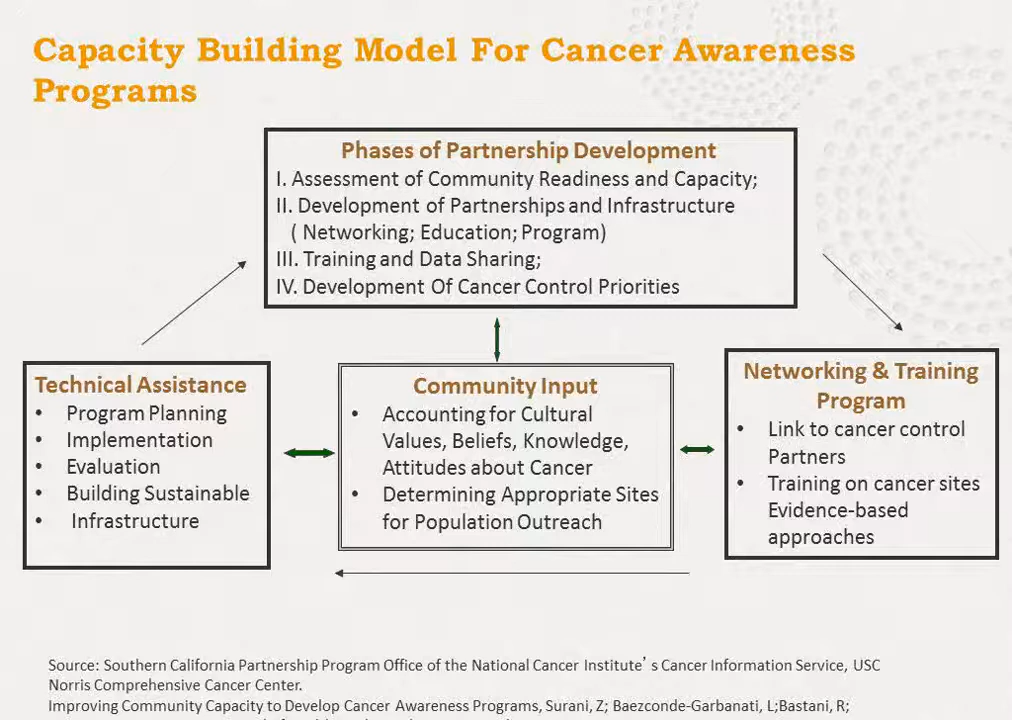 Capacity Building Model For Cancer Awareness
Programs
Phases of Partnership Development
I. Assessment of Community Readiness and Capacity;
II. Development of Partnerships and Infrastructure
( Networking; Education; Program)
III. Training and Data Sharing;
IV. Development Of Cancer Control Priorities
Technical Assistance
• Program Planning
• Implementation
• Evaluation
• Building Sustainable
• Infrastructure
Community Input
• Accounting for Cultural
Values, Beliefs, Knowledge,
Attitudes about Cancer
• Determining Appropriate Sites
for Population Outreach
Networking & Training
Program
• Link to cancer control
Partners
• Training on cancer sites
Evidence-based
approaches
Source: Southern California Partnership Program Office of the National Cancer Institute’s Cancer Information Service, USC
Norris Comprehensive Cancer Center.
Improving Community Capacity to Develop Cancer Awareness Programs, Surani, Z; Baezconde-Garbanati, L;Bastani, R;